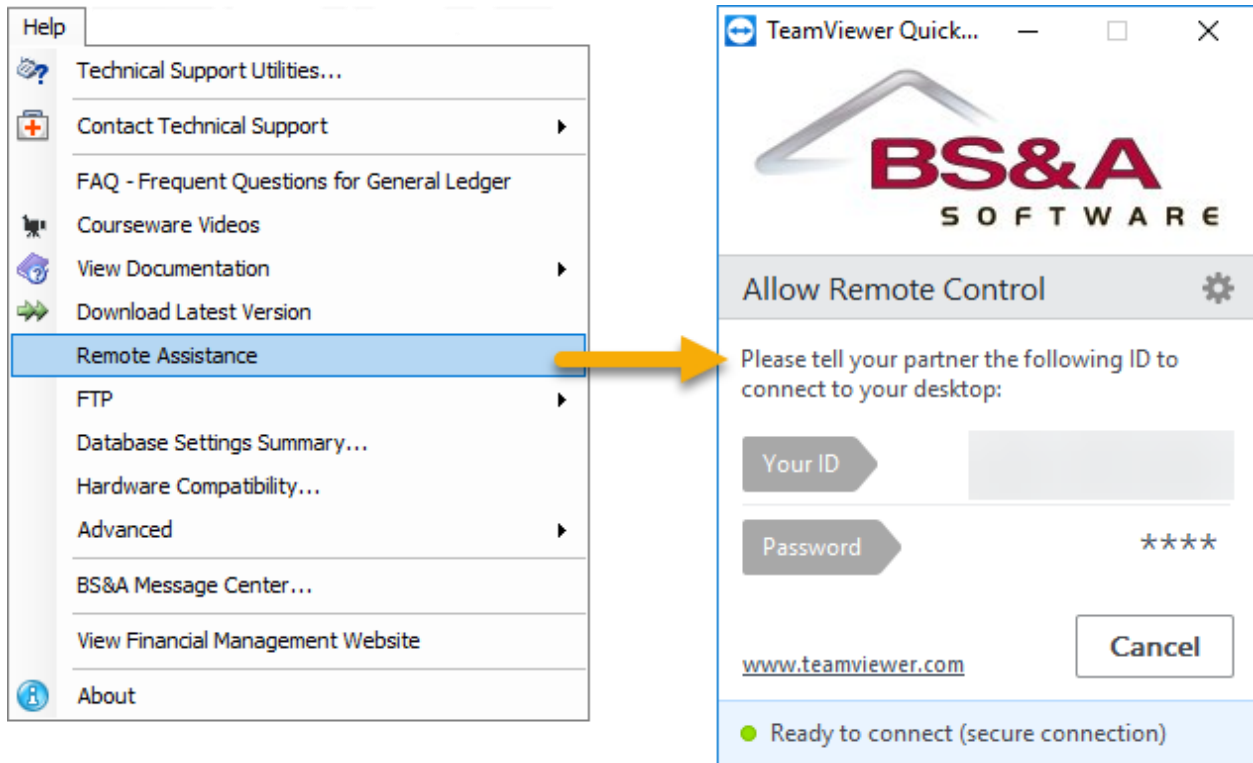 Help
Technical Support Utilities...
Contact Technical Support
FAQ - Frequent Questions for General Ledger
Courseware Videos
View Documentation
Download Latest Version
Remote Assistance
FTP
Database Settings Summary...
Hardware Compatibility...
Advanced
BS&A Message Center...
View Financial Management Website
About
TeamViewer Quick...
BS&A
SOFTWARE
Allow Remote Control
Please tell your partner the following ID to
connect to your desktop:
Your ID
Password
****
Cancel
www.teamviewer.com
Ready to connect (secure connection)